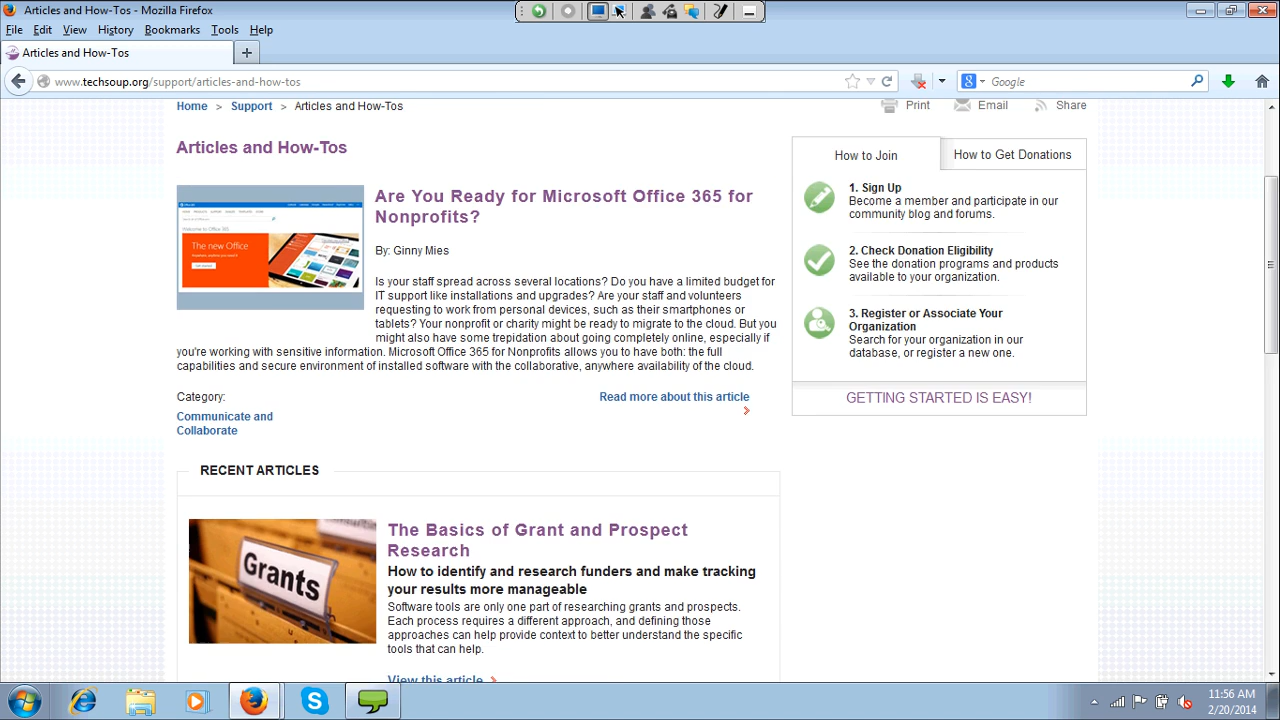 Articles and How-Tos - Mozilla Firefox
File Edit View History Bookmarks Tools Help
Articles and How-Tos
www.techsoup.org/support/articles-and-how-tos
Google
Home > Support > Articles and How-Tos
Print Email Share
Articles and How-Tos
How to Join
How to Get Donations
Are You Ready for Microsoft Office 365 for
Nonprofits?
By: Ginny Mies
The new Office
Is your staff spread across several locations? Do you have a limited budget for
IT support like installations and upgrades? Are your staff and volunteers
requesting to work from personal devices, such as their smartphones or
tablets? Your nonprofit or charity might be ready to migrate to the cloud. But you
might also have some trepidation about going completely online, especially if
you're working with sensitive information. Microsoft Office 365 for Nonprofits allows you to have both: the full
capabilities and secure environment of installed software with the collaborative, anywhere availability of the cloud.
Category:
Communicate and
Collaborate
Read more about this article
1. Sign Up
Become a member and participate in our
community blog and forums.
2. Check Donation Eligibility
See the donation programs and products
available to your organization.
3. Register or Associate Your
Organization
Search for your organization in our
database, or register a new one.
GETTING STARTED IS EASY!
RECENT ARTICLES
Grants
The Basics of Grant and Prospect
Research
How to identify and research funders and make tracking
your results more manageable
Software tools are only one part of researching grants and prospects.
Each process requires a different approach, and defining those
approaches can help provide context to better understand the specific
tools that can help.
View this article
11:56 AM
2/20/2014